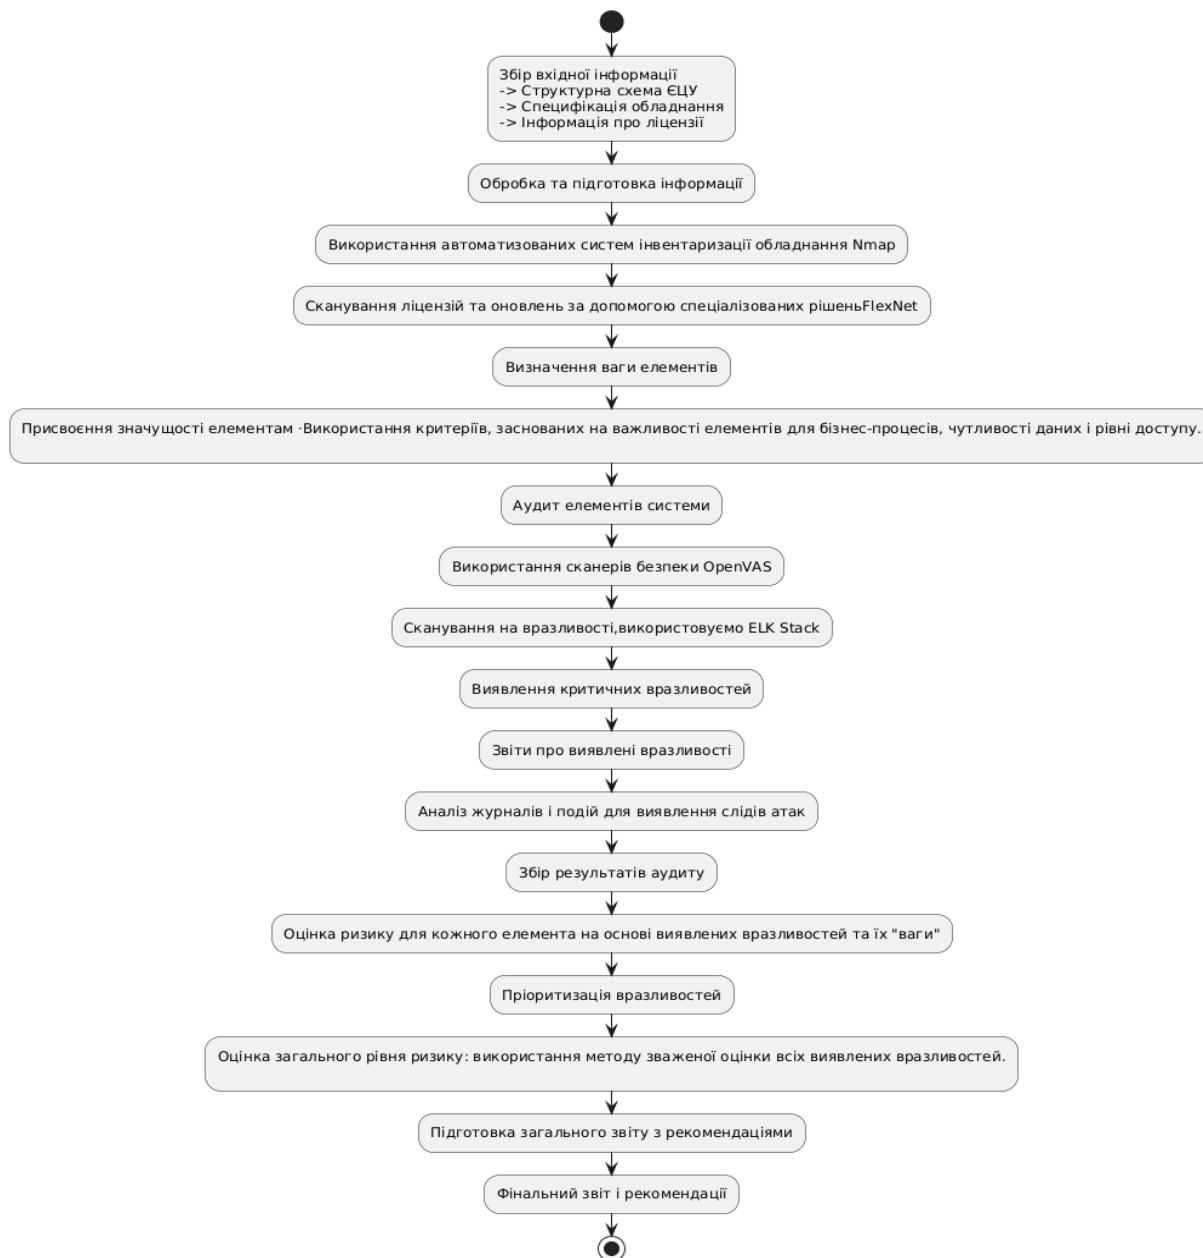 Збір вхідної інформації
-> Структурна схема ЄЦУ
-> Специфікація обладнання
-> Інформація про ліцензії
Обробка та підготовка інформації
Використання автоматизованих систем інвентаризації обладнання Nmap
Сканування ліцензій та оновлень за допомогою спеціалізованих рішеньFlexNet
Визначення ваги елементів
Присвоєння значущості елементам ·Використання критеріїв, заснованих на важливості елементів для бізнес-процесів, чутливості даних і рівні доступу.
Аудит елементів системи
Використання сканерів безпеки OpenVAS
Сканування на вразливості,використовуємо ELK Stack
Виявлення критичних вразливостей
Звіти про виявлені вразливості
Аналіз журналів і подій для виявлення слідів атак
Збір результатів аудиту
Оцінка ризику для кожного елемента на основі виявлених вразливостей та їх "ваги"
Пріоритизація вразливостей
Оцінка загального рівня ризику: використання методу зваженої оцінки всіх виявлених вразливостей.
Підготовка загального звіту з рекомендаціями
Фінальний звіт і рекомендації